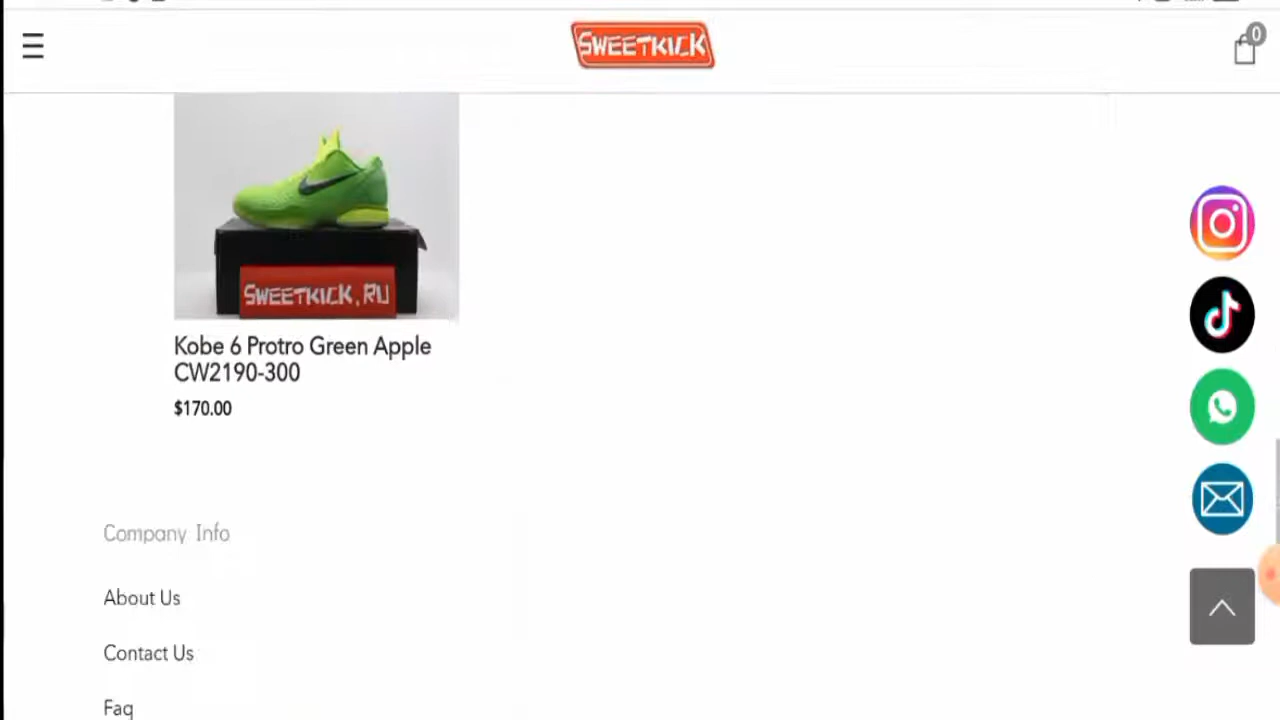 SWEETKICK
0
SWEETKICK.RU
Kobe 6 Protro Green Apple
CW2190-300
$170.00
Company Info
About Us
Contact Us
Faq